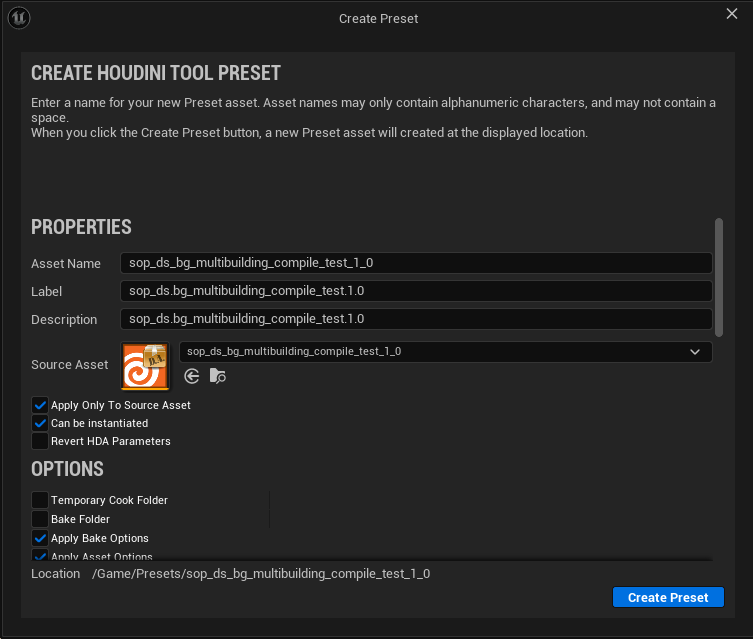 Create Preset
CREATE HOUDINI TOOL PRESET
Enter a name for your new Preset asset. Asset names may only contain alphanumeric characters, and may not contain a
space.
When you click the Create Preset button, a new Preset asset will created at the displayed location.
PROPERTIES
Asset Name sop_ds_bg_multibuilding_compile_test_1_0
Label sop_ds.bg_multibuilding_compile_test.1.0
Description sop_ds.bg_multibuilding_compile_test.1.0
Source Asset sop_ds_bg_multibuilding_compile_test_1_0
Apply Only To Source Asset
Can be instantiated
Revert HDA Parameters
OPTIONS
Temporary Cook Folder
Bake Folder
Apply Bake Options
Apply Asset Options
Location /Game/Presets/sop_ds_bg_multibuilding_compile_test_1_0
Create Preset